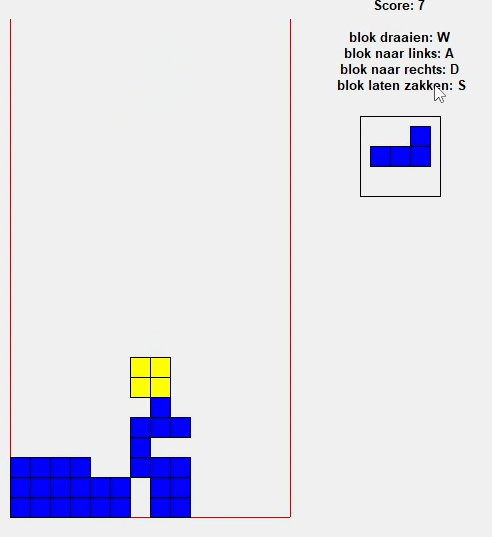 Score: 7
blok draaien: W
blok naar links: A
blok naar rechts: D
blok laten zakken: S